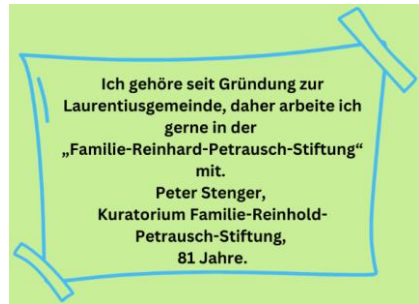 Ich gehöre seit Gründung zur
Laurentiusgemeinde, daher arbeite ich
gerne in der
„Familie-Reinhard-Petrausch-Stiftung“
mit.
Peter Stenger,
Kuratorium Familie-Reinhold-
Petrausch-Stiftung,
81 Jahre.